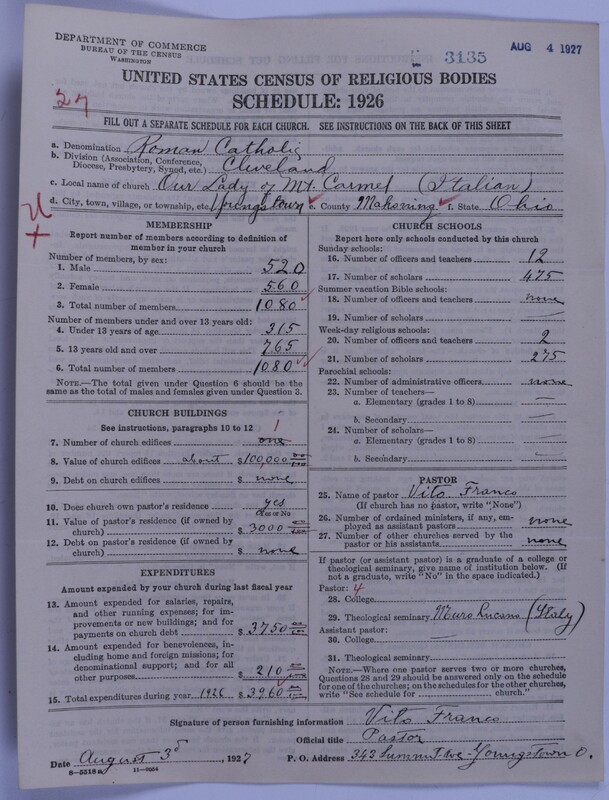 DEPARTMENT OF COMMERCE
BUREAU OF THE CENSUS
WASHINGTON
3135
AUG 4 1927
UNITED STATES CENSUS OF RELIGIOUS BODIES
SCHEDULE: 1926
27
FILL OUT A SEPARATE SCHEDULE FOR EACH CHURCH. SEE INSTRUCTIONS ON THE BACK OF THIS SHEET
a. Denomination Roman Catholic
b. Division (Association, Conference, Diocese, Presbytery, Synod, etc.) Cleveland
c. Local name of church Our Lady of Mt. Carmel (Italian)
d. City, town, village, or township, etc. Youngstown e. County Mahoning f. State Ohio
MEMBERSHIP
Report number of members according to definition of
member in your church
Number of members, by sex:
1. Male 520
2. Female 560
3. Total number of members 1080
Number of members under and over 13 years old:
4. Under 13 years of age 315
5. 13 years old and over 765
6. Total number of members 1080
NOTE.—The total given under Question 6 should be
same as the total of males and females given under Question 3.
CHURCH BUILDINGS
See instructions, paragraphs 10 to 12
1
7. Number of church edifices one
8. Value of church edifices about $100,000
9. Debt on church edifices $ none
10. Does church own pastor's residence? yes
Yes or No
11. Value of pastor's residence (if owned by
church) $ 3000
12. Debt on pastor's residence (if owned by
church) $ none
EXPENDITURES
Amount expended by your church during last fiscal year
13. Amount expended for salaries, repairs,
and other running expenses; for im-
provements or new buildings; and for
payments on church debt $ 3750
14. Amount expended for benevolences,
including home and foreign missions; for
denominational support; and for all
other purposes $ 210
15. Total expenditures during year 1926 $ 3960
CHURCH SCHOOLS
Report here only schools conducted by this church
Sunday schools:
16. Number of officers and teachers 12
17. Number of scholars 475
Summer vacation Bible schools:
18. Number of officers and teachers none
19. Number of scholars —
Week-day religious schools:
20. Number of officers and teachers 2
21. Number of scholars 275
Parochial schools:
22. Number of administrative officers none
23. Number of teachers—
a. Elementary (grades 1 to 8) —
b. Secondary —
24. Number of scholars—
a. Elementary (grades 1 to 8) —
b. Secondary —
PASTOR
25. Name of pastor Vito Franco
(If church has no pastor, write "None")
26. Number of ordained ministers, if any, em-
ployed as assistant pastors none
27. Number of other churches served by the
pastor or his assistants none
If pastor (or assistant pastor) is a graduate of a college or
theological seminary, give name of institution below. (If
not a graduate, write "No" in the space indicated.)
Pastor: 4
28. College
29. Theological seminary Muro Lucano (Italy)
Assistant pastor:
30. College —
31. Theological seminary
NOTE.—Where one pastor serves two or more churches,
Questions 28 and 29 should be answered only on the schedule
for one of the churches; on the schedules for the other churches,
write "See schedule for church."
Signature of person furnishing information Vito Franco
Official title Pastor
Date August 3d, 1927 P. O. Address 343 Summit Ave - Youngstown O.
8-5518a 11-9034